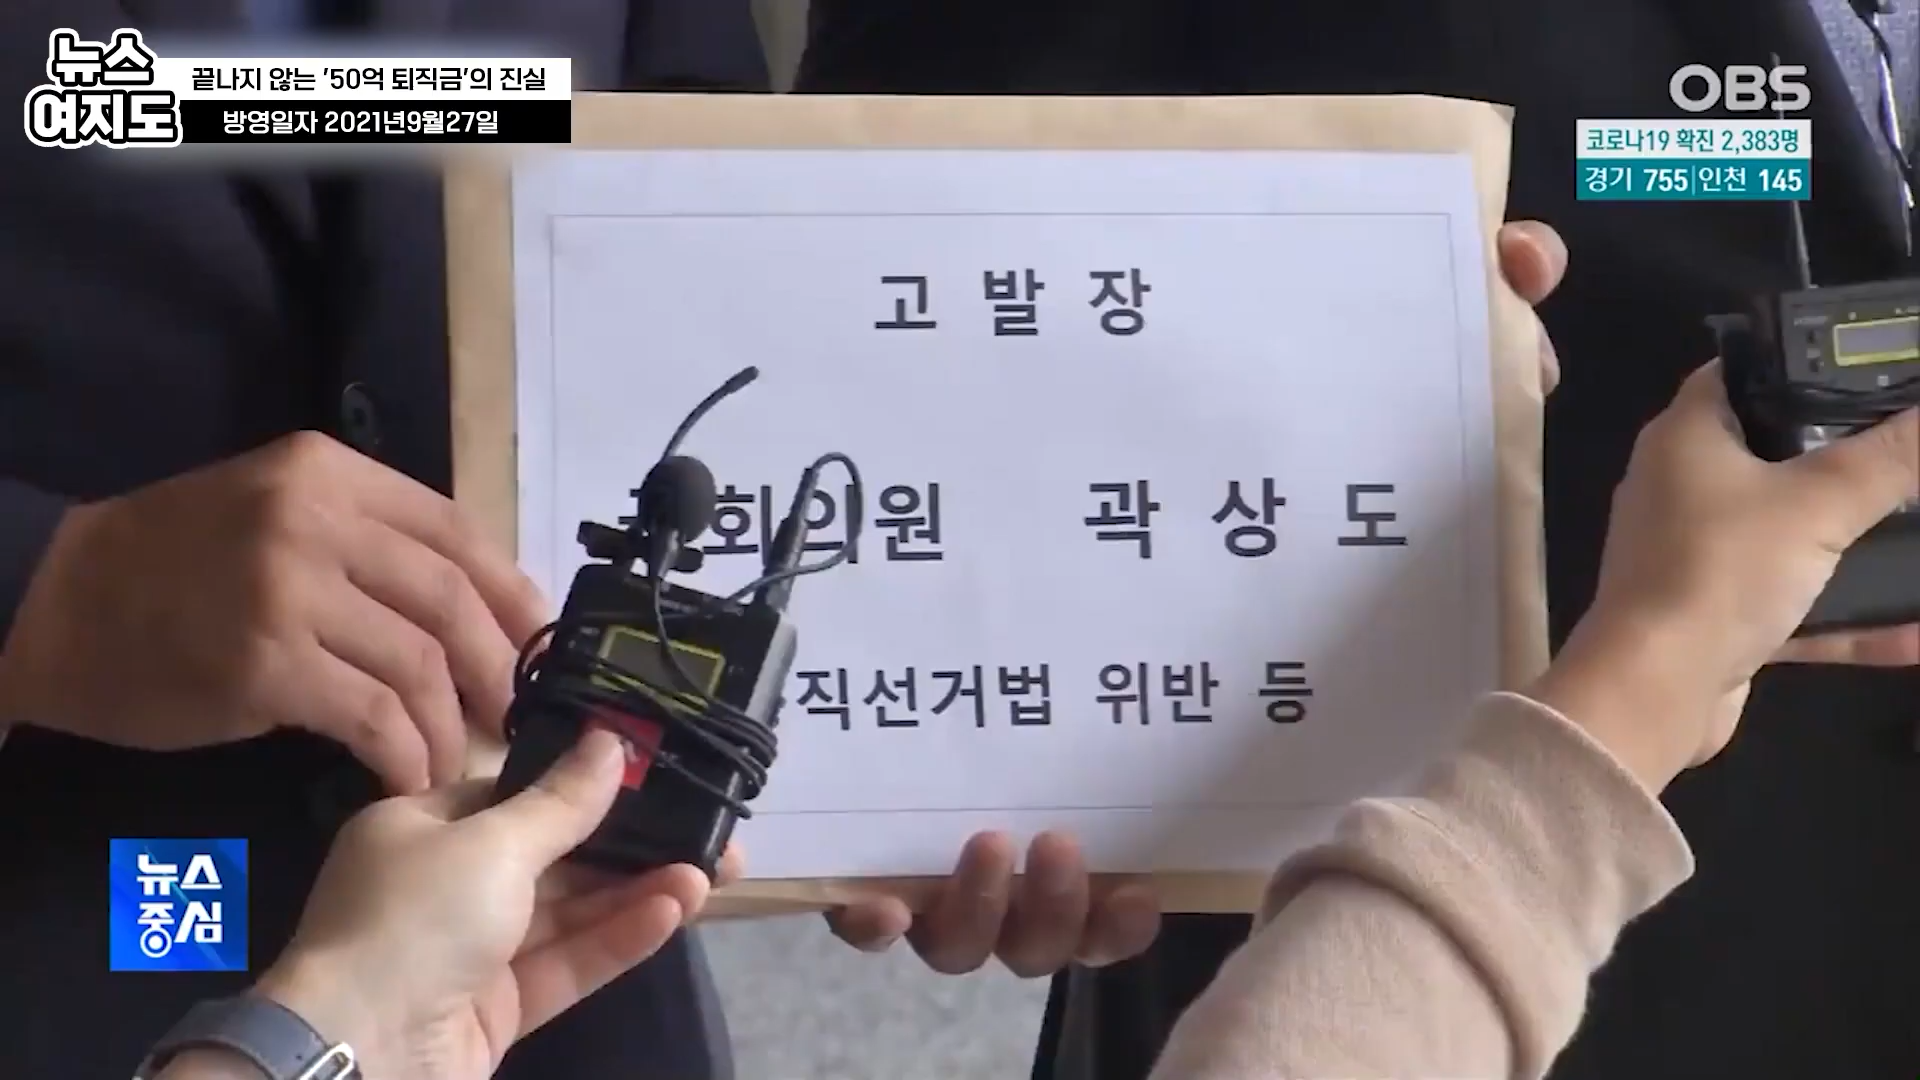 뉴스
여지도
끝나지 않는 '50억 퇴직금'의 진실
방영일자 2021년9월27일
OBS
코로나19 확진 2,383명
경기 755 인천 145
고 발 장
회의원 곽 상 도
직선거법 위반 등
뉴스
중심